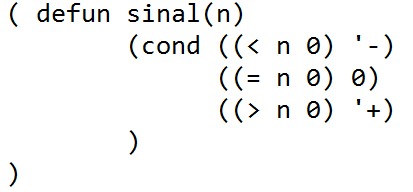 ( defun sinal(n)
(cond ((< n 0) '-)
((= n 0) 0)
((> n 0) '+)
)
)